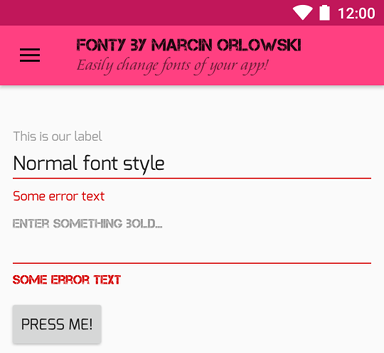 12:00
FONTY BY MARCIN ORLOWSKI
Easily change fonts of your app!
This is our label
Normal font style
Some error text
ENTER SOMETHING BOLD...
SOME ERROR TEXT
PRESS ME!